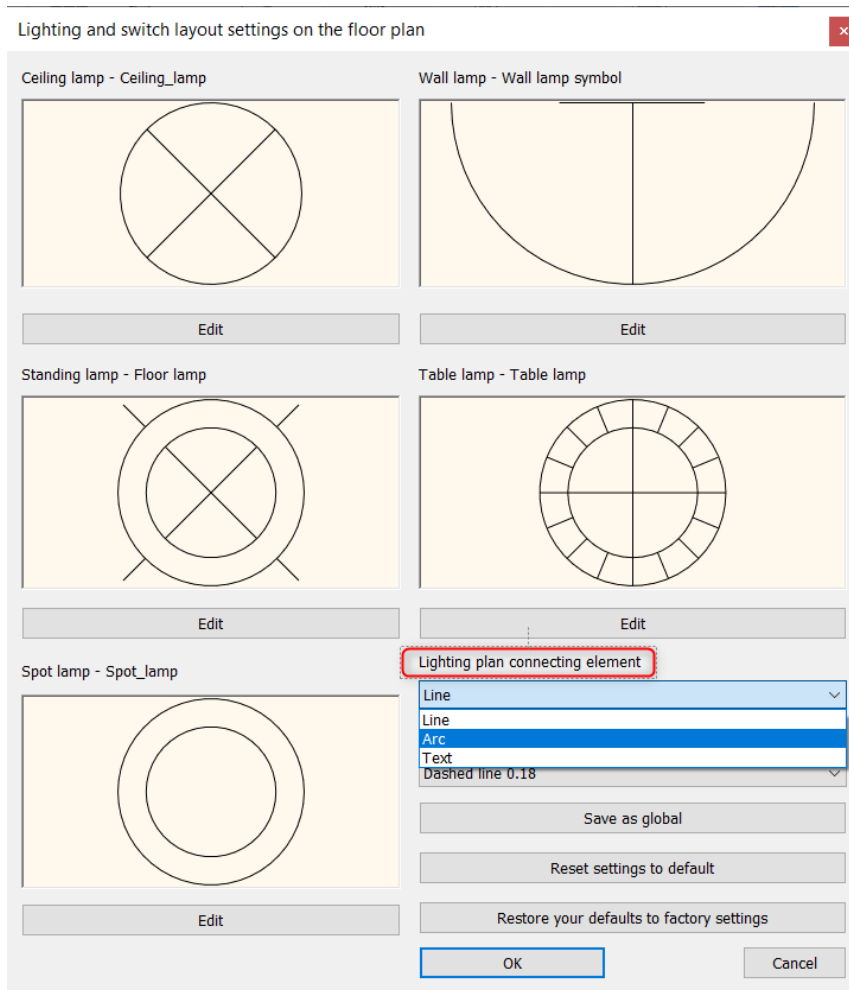 Lighting and switch layout settings on the floor plan
×
Ceiling lamp - Ceiling_lamp
Wall lamp - Wall lamp symbol
Edit
Edit
Standing lamp - Floor lamp
Table lamp - Table lamp
Edit
Edit
Spot lamp - Spot_lamp
Lighting plan connecting element
Line
Line
Arc
Text
Dashed line 0.18
Save as global
Reset settings to default
Edit
Restore your defaults to factory settings
OK
Cancel